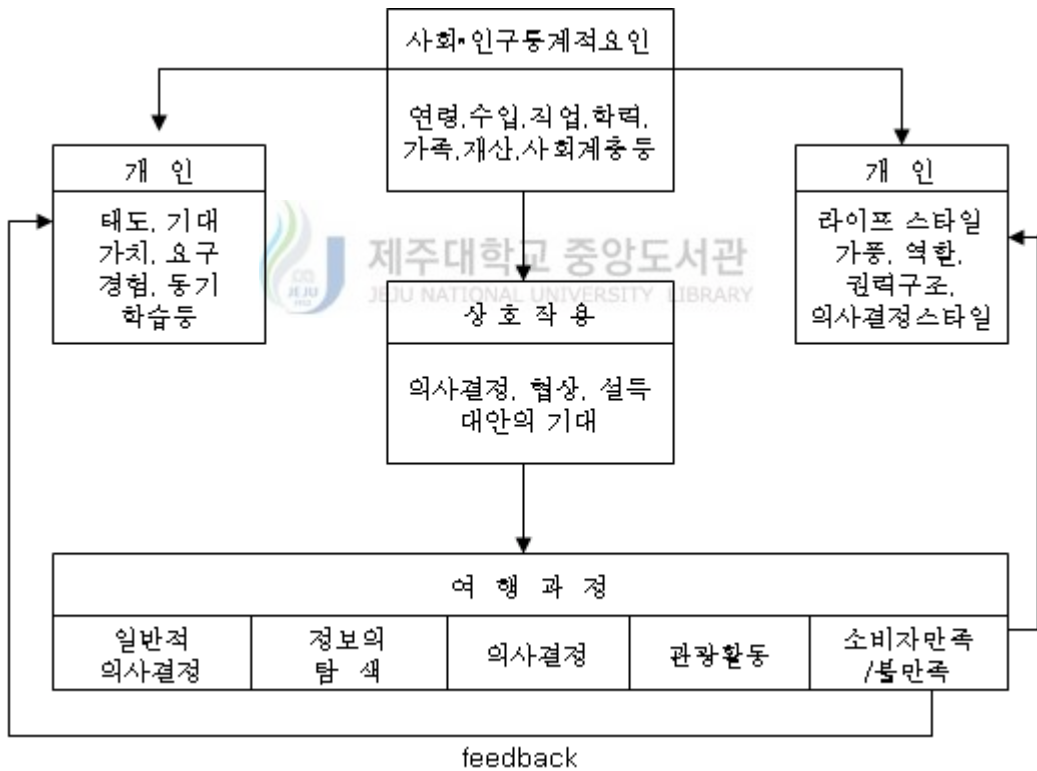 사회·인구통계적요인
연령,수입,직업,학력,
가족,재산,사회계층등
개 인
태도, 기대
가치, 요구
경험, 동기
학습등
개 인
라이프 스타일
가풍, 역할,
권력구조,
의사결정스타일
제주대학교 중앙도서관
JEJU NATIONAL UNIVERSITY LIBRARY
JEJU
1952
상 호 작 용
의사결정, 협상, 설득
대안의 기대
여 행 과 정
일반적
의사결정
정보의
탐 색
의사결정
관광활동
소비자만족
/불만족
feedback